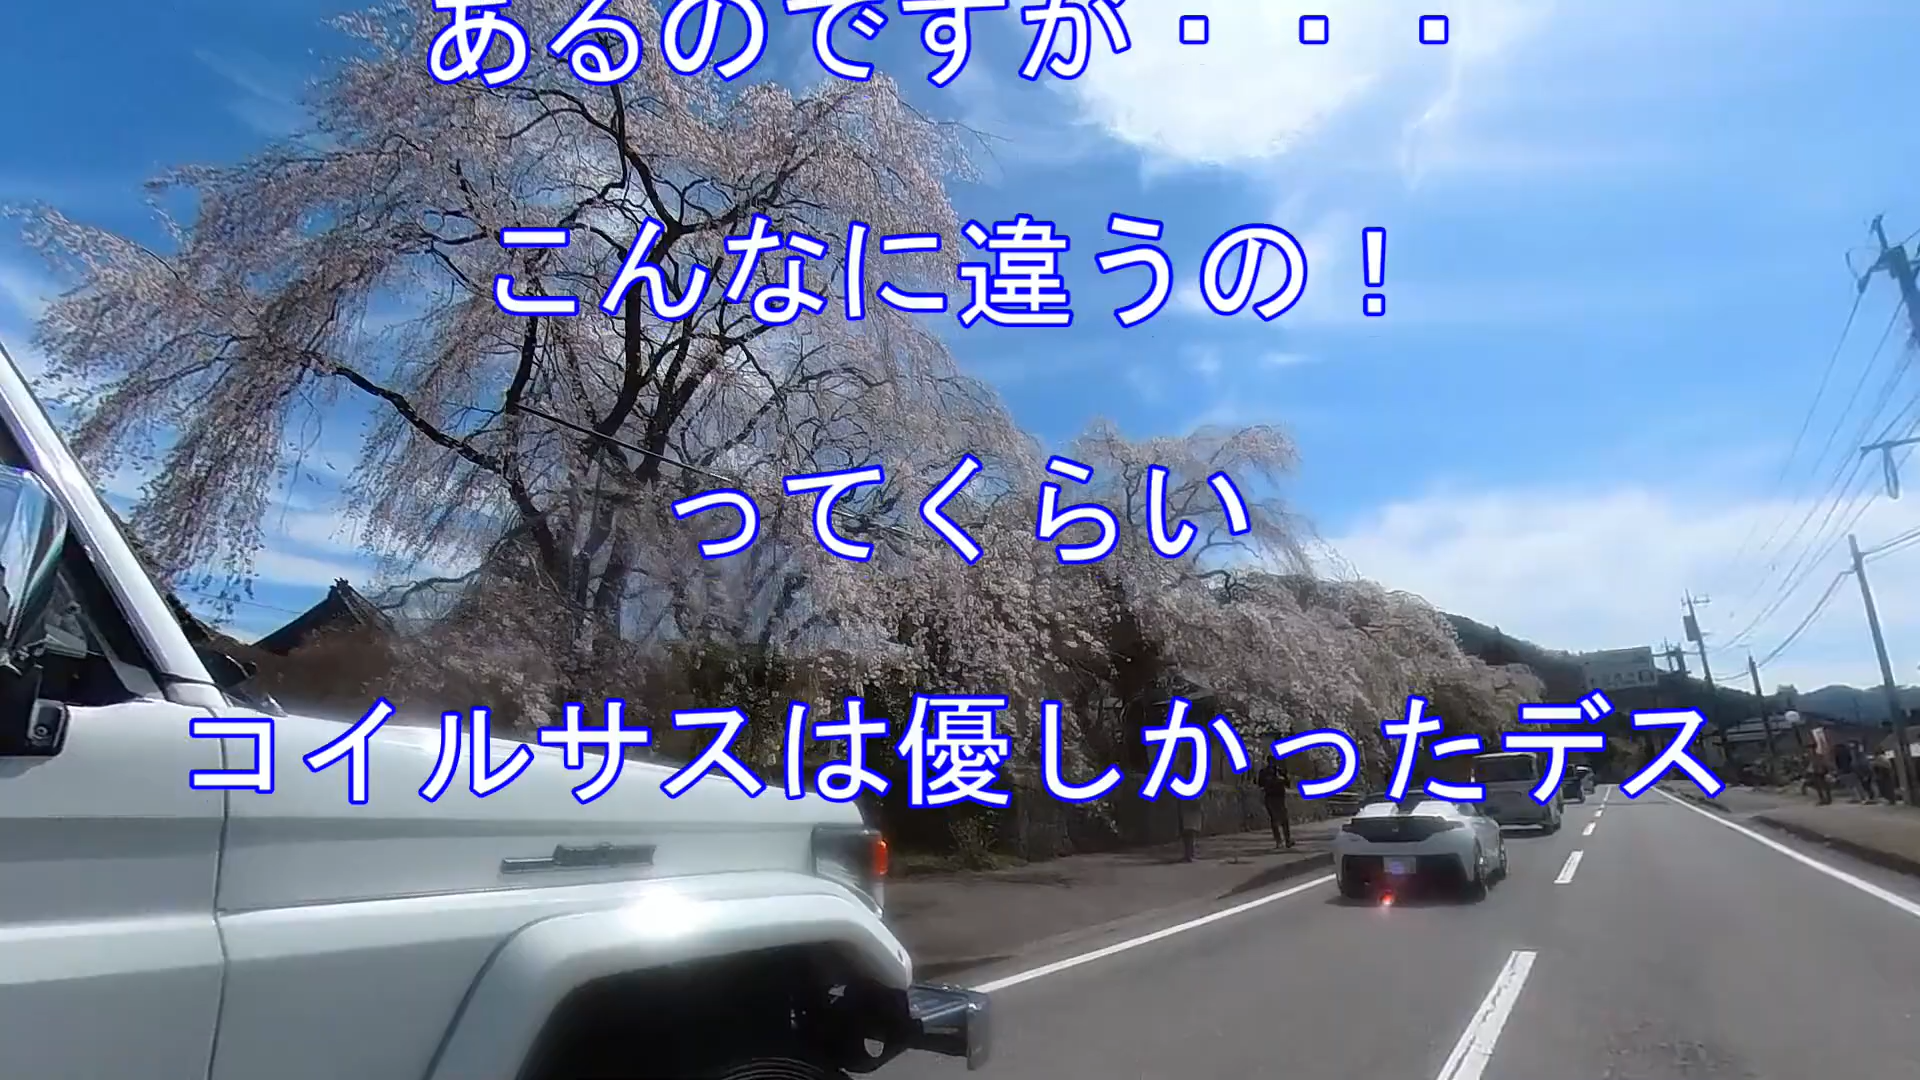 あるのですが・・・
こんなに違うの！
ってくらい
コイルサスは優しかったデス